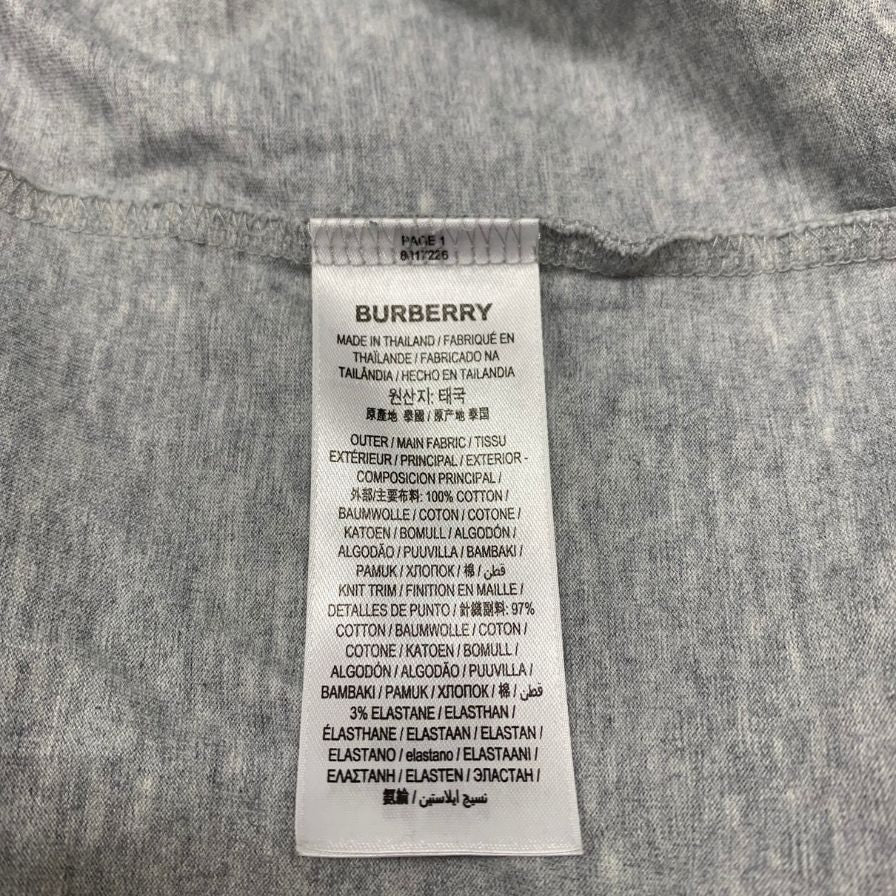 PAGE 1
8017226
BURBERRY
MADE IN THAILAND / FABRIQUÉ EN
THAÏLANDE / FABRICADO NA
TAILÂNDIA / HECHO EN TAILANDIA
원산지: 태국
原產地 泰國 / 原产地 泰国
OUTER / MAIN FABRIC / TISSU
EXTÉRIEUR / PRINCIPAL / EXTERIOR -
COMPOSICION PRINCIPAL /
外部/主要布料: 100% COTTON /
BAUMWOLLE / COTON / COTONE /
KATOEN / BOMULL / ALGODÓN /
ALGODÃO / PUUVILLA / BAMBAKI /
PAMUK / ХЛОПОК / 棉 / قطن /
KNIT TRIM / FINITION EN MAILLE /
DETALLES DE PUNTO / 針織副料: 97%
COTTON / BAUMWOLLE / COTON /
COTONE / KATOEN / BOMULL /
ALGODÓN / ALGODÃO / PUUVILLA /
BAMBAKI / PAMUK / ХЛОПОК / 棉 / قطن /
3% ELASTANE / ELASTHAN /
ÉLASTHANE / ELASTAAN / ELASTAN /
ELASTANO / elastano / ELASTAANI /
ΕΛΑΣΤΑΝΗ / ELASTEN / ЭЛАСТАН /
氨綸 / نسيج ايلاستين /